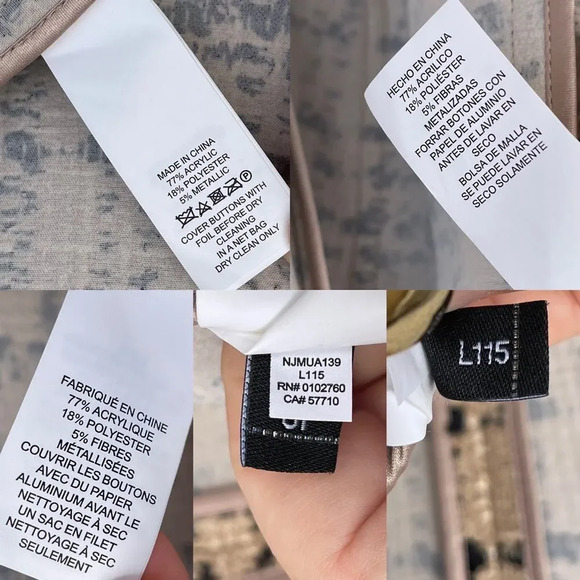 MADE IN CHINA
77% ACRYLIC
18% POLYESTER
5% METALLIC
COVER BUTTONS WITH
FOIL BEFORE DRY
CLEANING
IN A NET BAG
DRY CLEAN ONLY
HECHO EN CHINA
77% ACRILICO
18% POLIÉSTER
5% FIBRAS
METALIZADAS
FORRAR BOTONES CON
PAPEL DE ALUMINIO
ANTES DE LAVAR EN
SECO
BOLSA DE MALLA
SE PUEDE LAVAR EN
SECO SOLAMENTE
FABRIQUÉ EN CHINE
77% ACRYLIQUE
18% POLYESTER
5% FIBRES
MÉTALLISÉES
COUVRIR LES BOUTONS
AVEC DU PAPIER
ALUMINIUM AVANT LE
NETTOYAGE À SEC
UN SAC EN FILET
NETTOYAGE À SEC
SEULEMENT
NJMUA139
L115
RN# 0102760
CA# 57710
L115